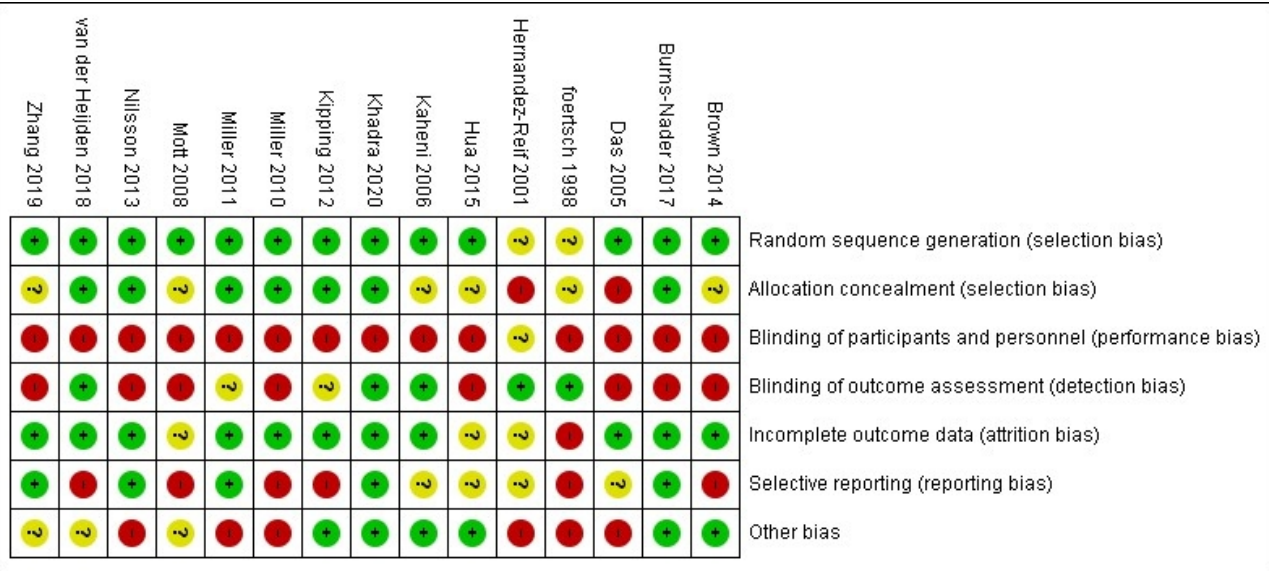 Zhang 2019
van der Heijden 2018
Nilsson 2013
Mott 2008
Miller 2011
Miller 2010
Kipping 2012
Khadra 2020
Kaheni 2006
Hua 2015
Hernandez-Reif 2001
foertsch 1998
Das 2005
Burns-Nader 2017
Brown 2014
+ + + + + + + + + + ? ? + + + Random sequence generation (selection bias)
? + + ? + + + + ? ? - ? - + ? Allocation concealment (selection bias)
- - - - - - - - - - ? - - - - Blinding of participants and personnel (performance bias)
- + - - ? - ? + + - + + - - - Blinding of outcome assessment (detection bias)
+ + + ? + + + + + ? ? - + + + Incomplete outcome data (attrition bias)
+ - + - + - - + ? ? ? - ? + - Selective reporting (reporting bias)
? ? - ? - - + + + + - - - + + Other bias